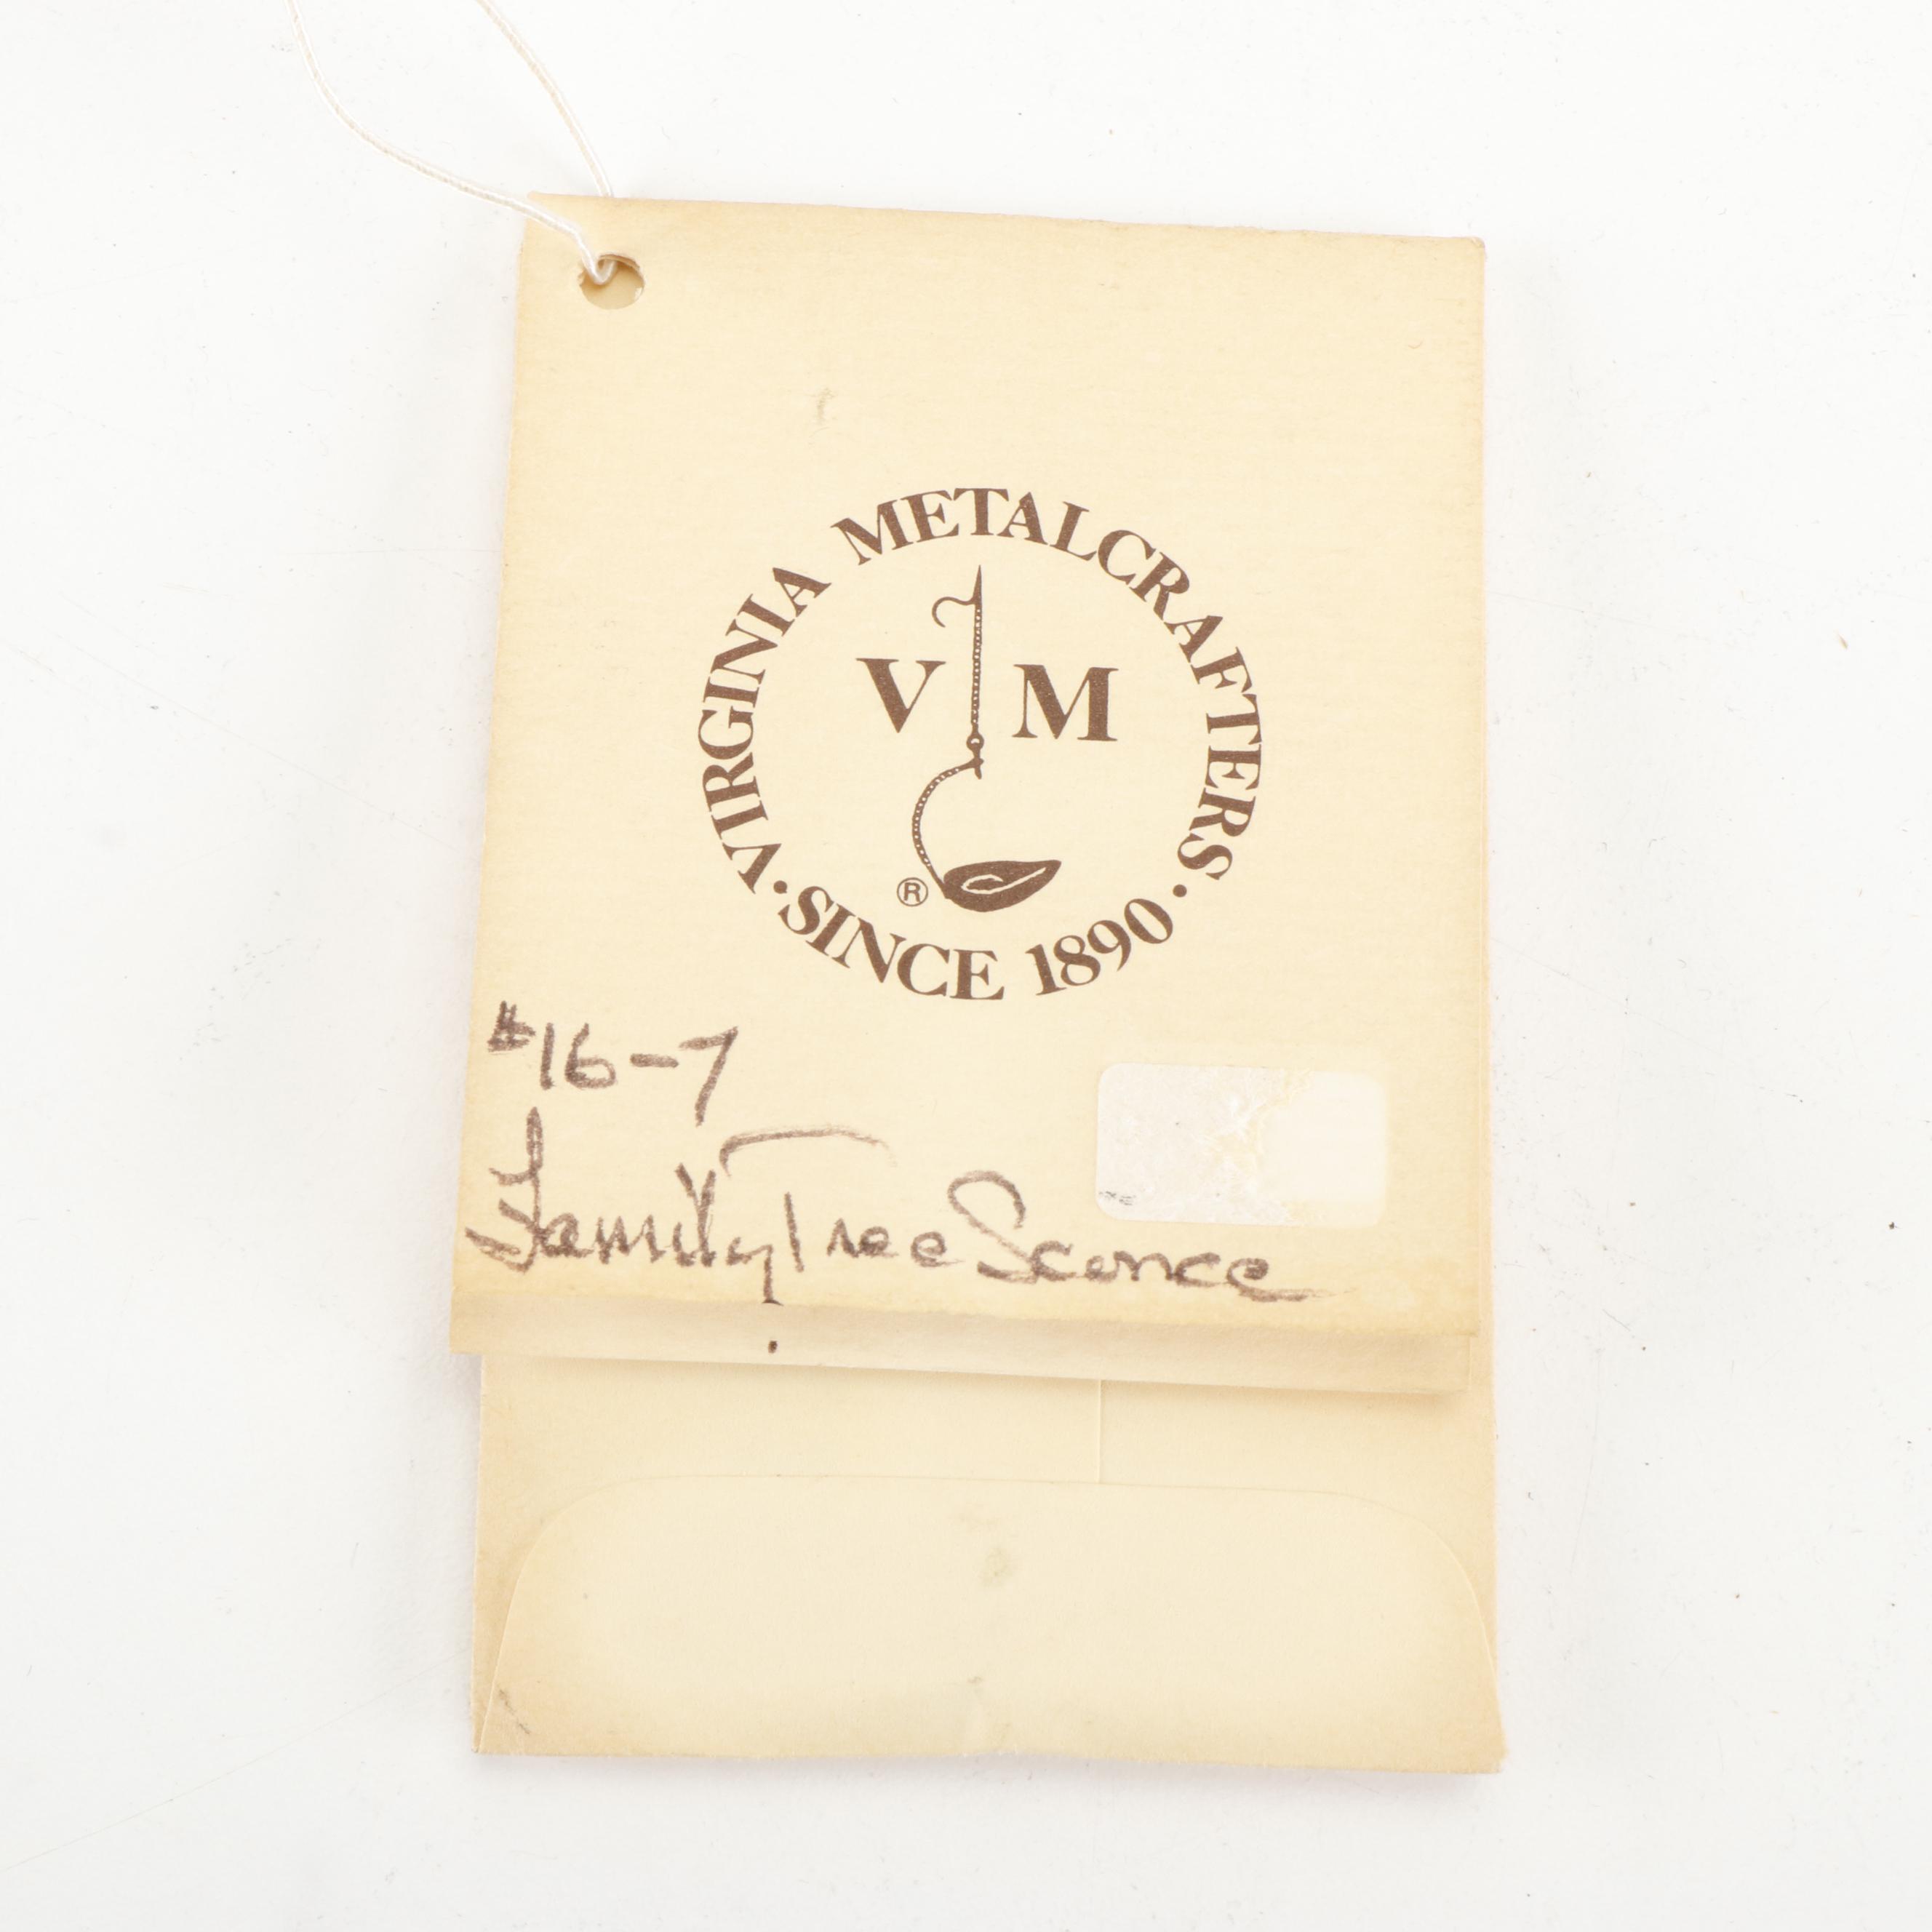 VIRGINIA METALCRAFTERS
V M
®
· SINCE 1890 ·
#16-7
Family Tree Sconce